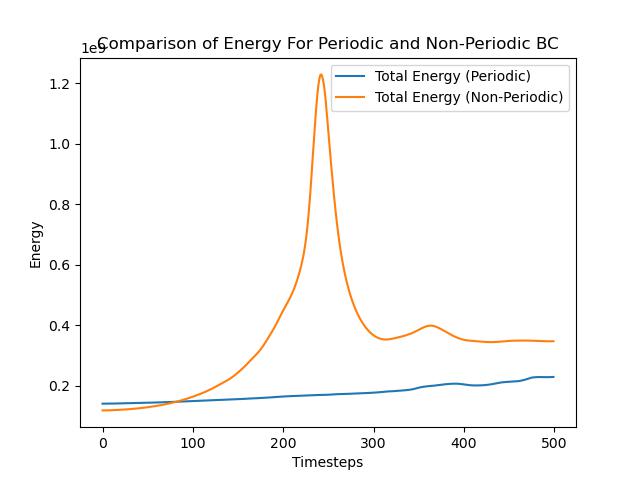 Comparison of Energy For Periodic and Non-Periodic BC
1e9
Total Energy (Periodic)
Total Energy (Non-Periodic)
1.2
1.0
0.8
0.6
0.4
0.2
Energy
0 100 200 300 400 500
Timesteps